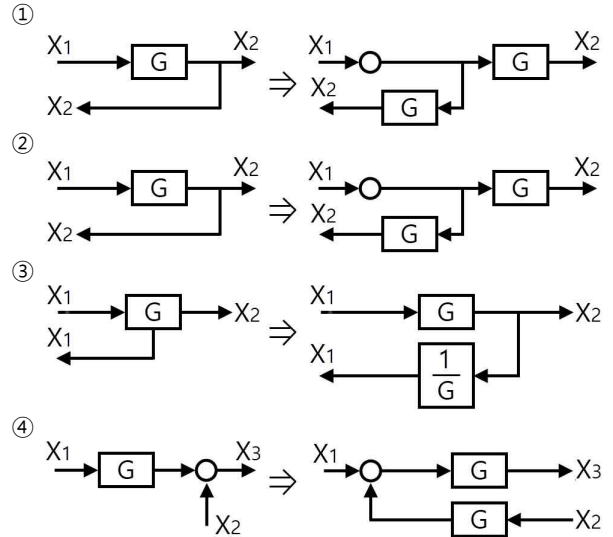 ①
X1 G X2 ⇒ X1 G X2
X2 X2 G
②
X1 G X2 ⇒ X1 G X2
X2 X2 G
③
X1 G X2 ⇒ X1 G X2
X1 X1 1/G
④
X1 G X3 ⇒ X1 G X3
X2 G X2